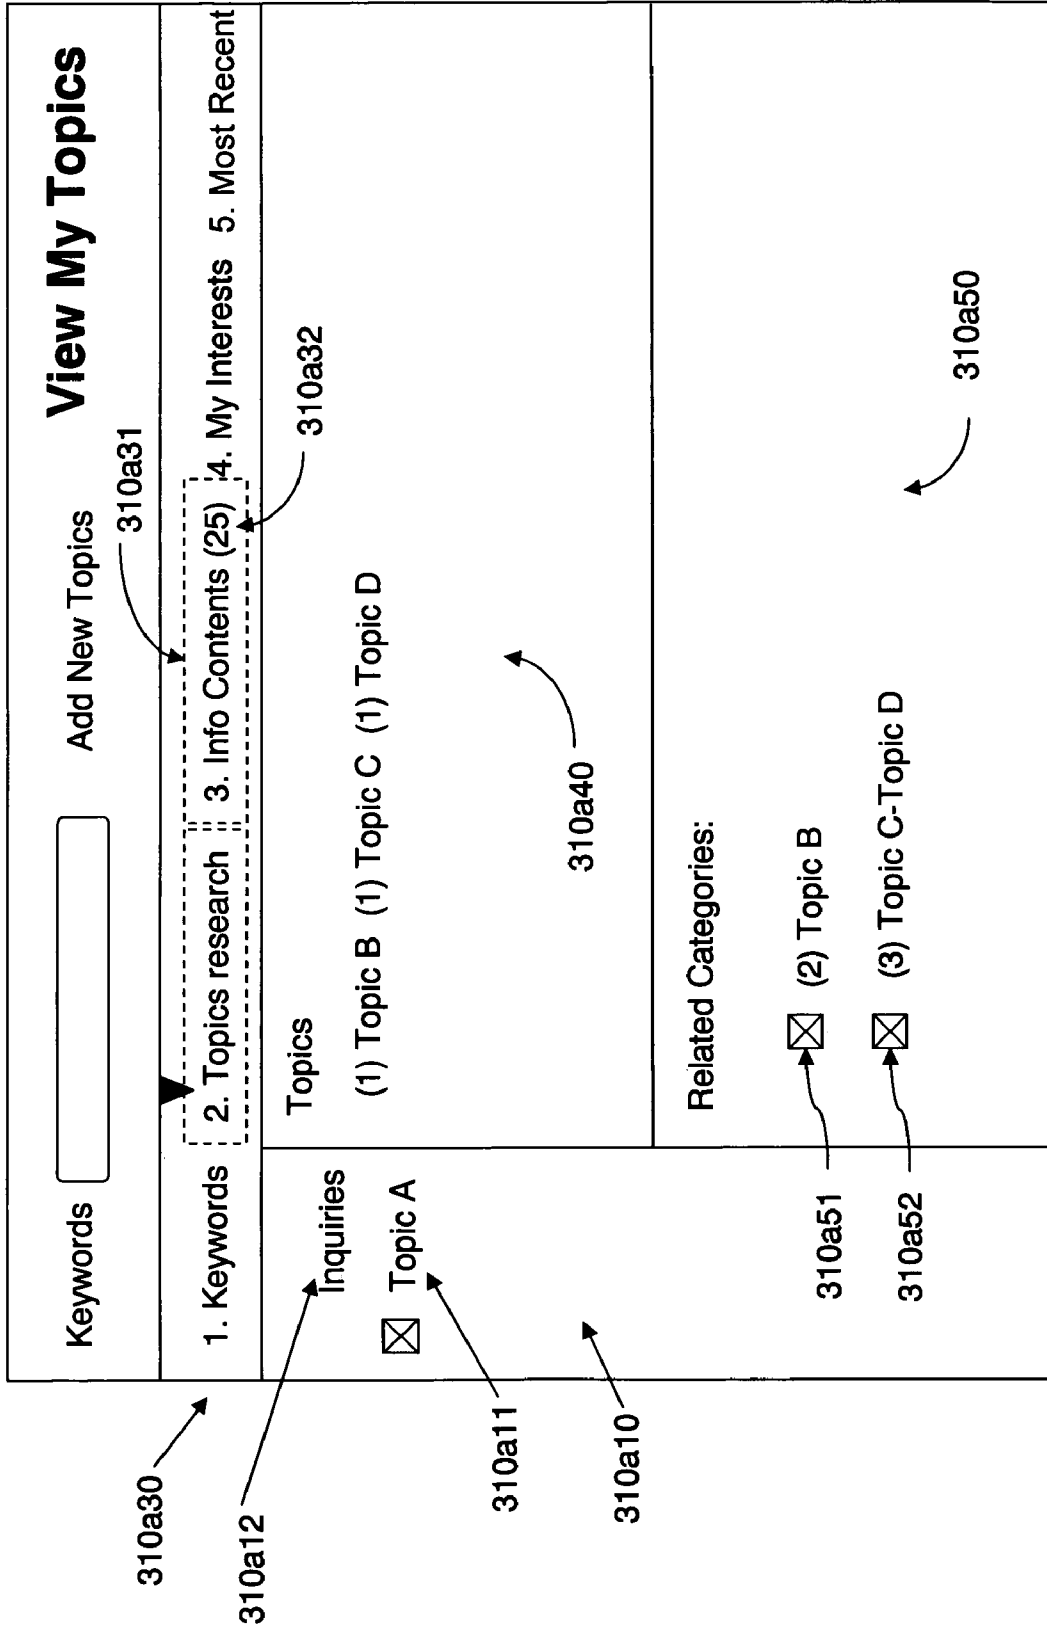 Keywords Add New Topics View My Topics
310a31
310a30
1. Keywords 2. Topics research 3. Info Contents (25) 4. My Interests 5. Most Recent
310a12
310a32
Inquiries
Topics
Topic A
(1) Topic B (1) Topic C (1) Topic D
310a11
310a10
310a40
Related Categories:
310a51
(2) Topic B
310a52
(3) Topic C-Topic D
310a50